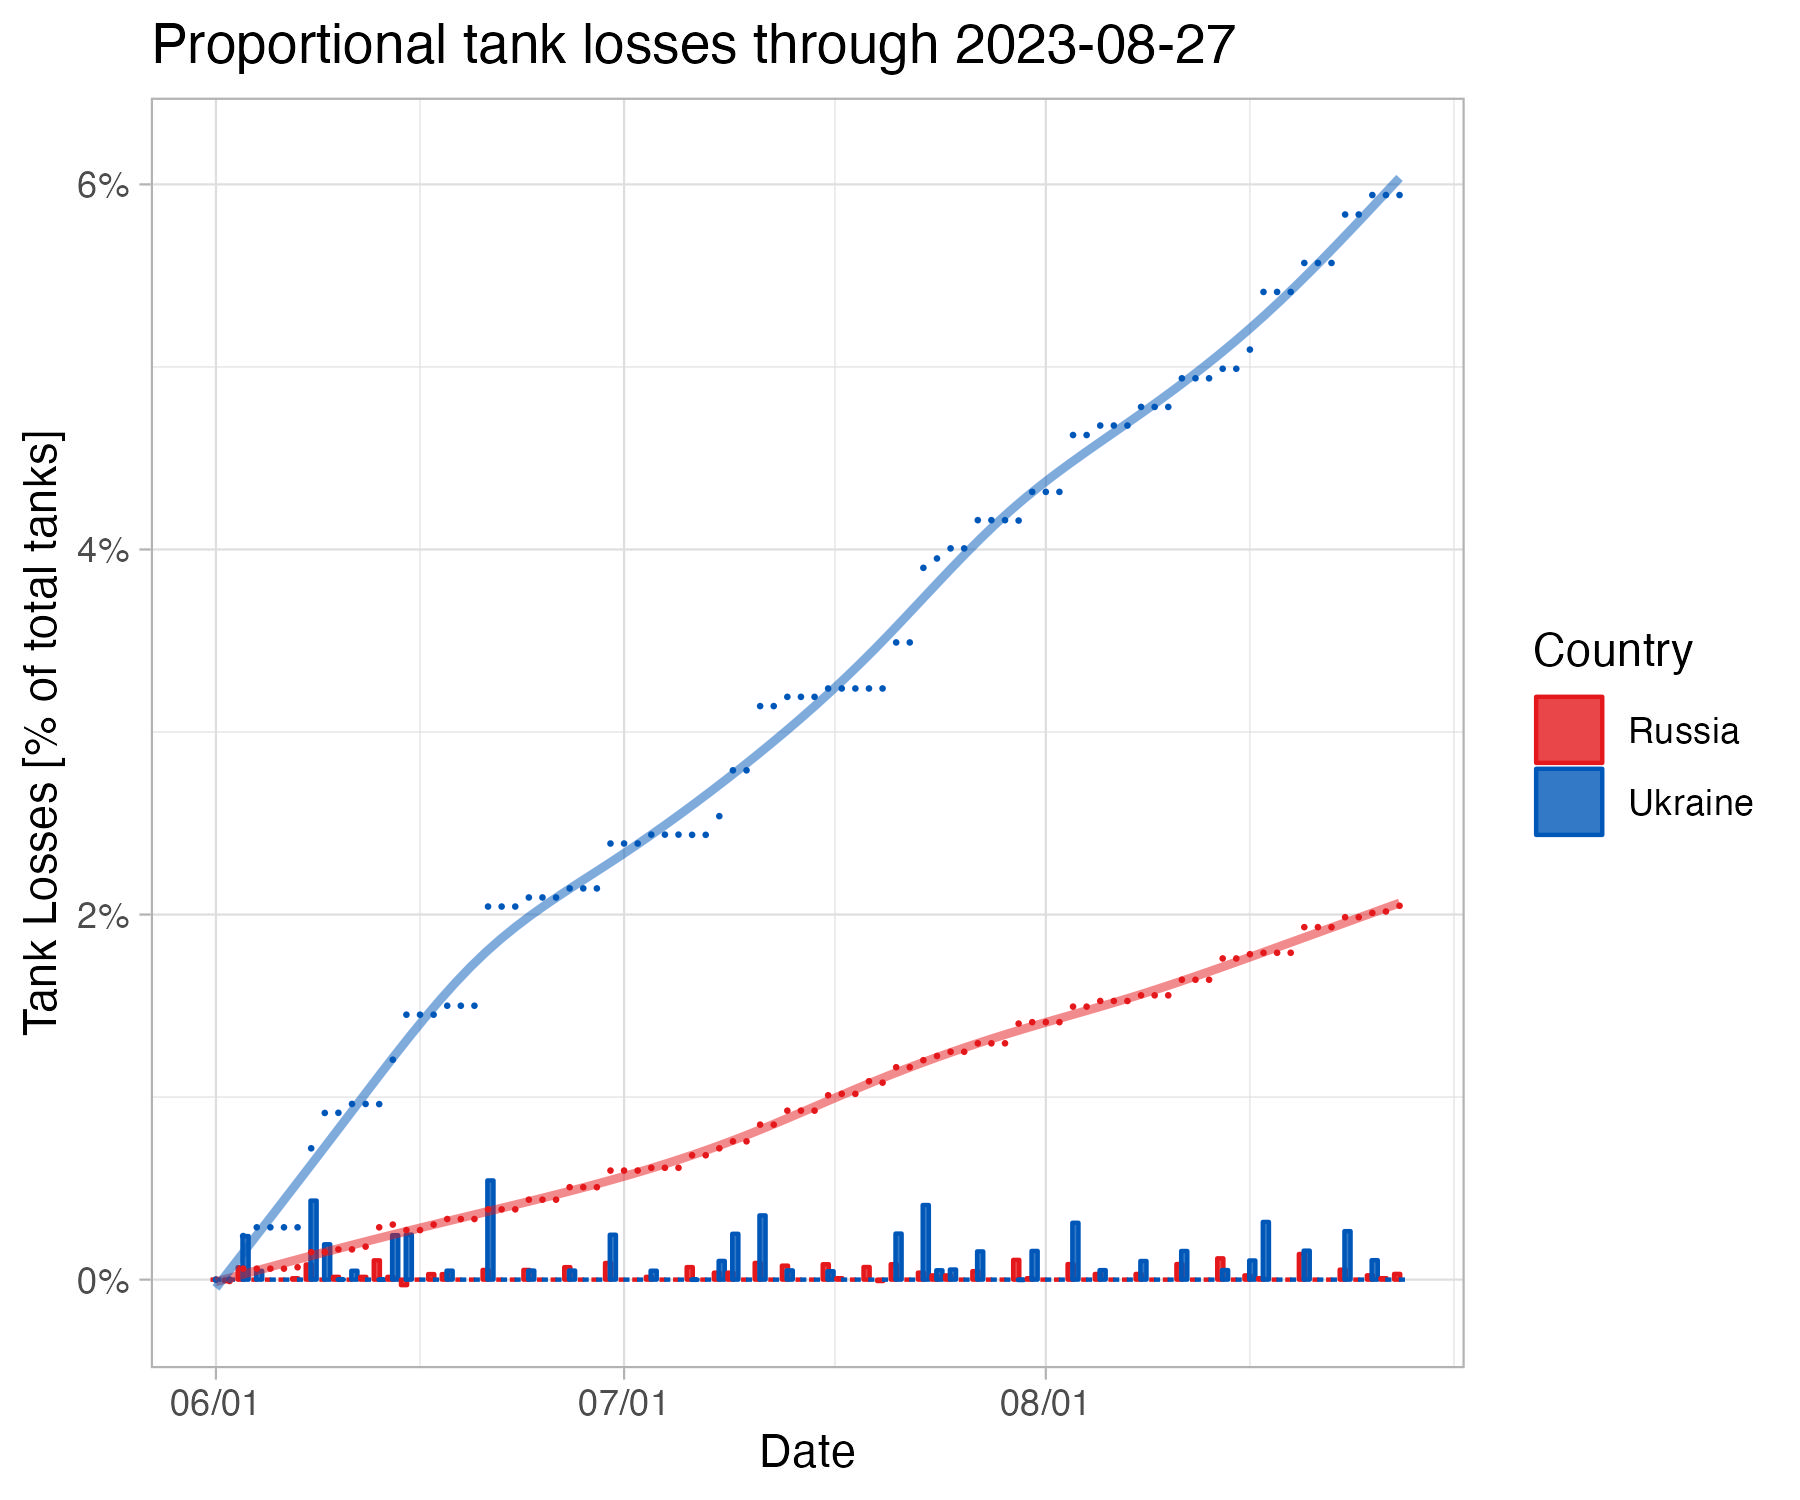 Proportional tank losses through 2023-08-27
Tank Losses [% of total tanks]
6%
4%
2%
0%
06/01
07/01
08/01
Date
Country
Russia
Ukraine